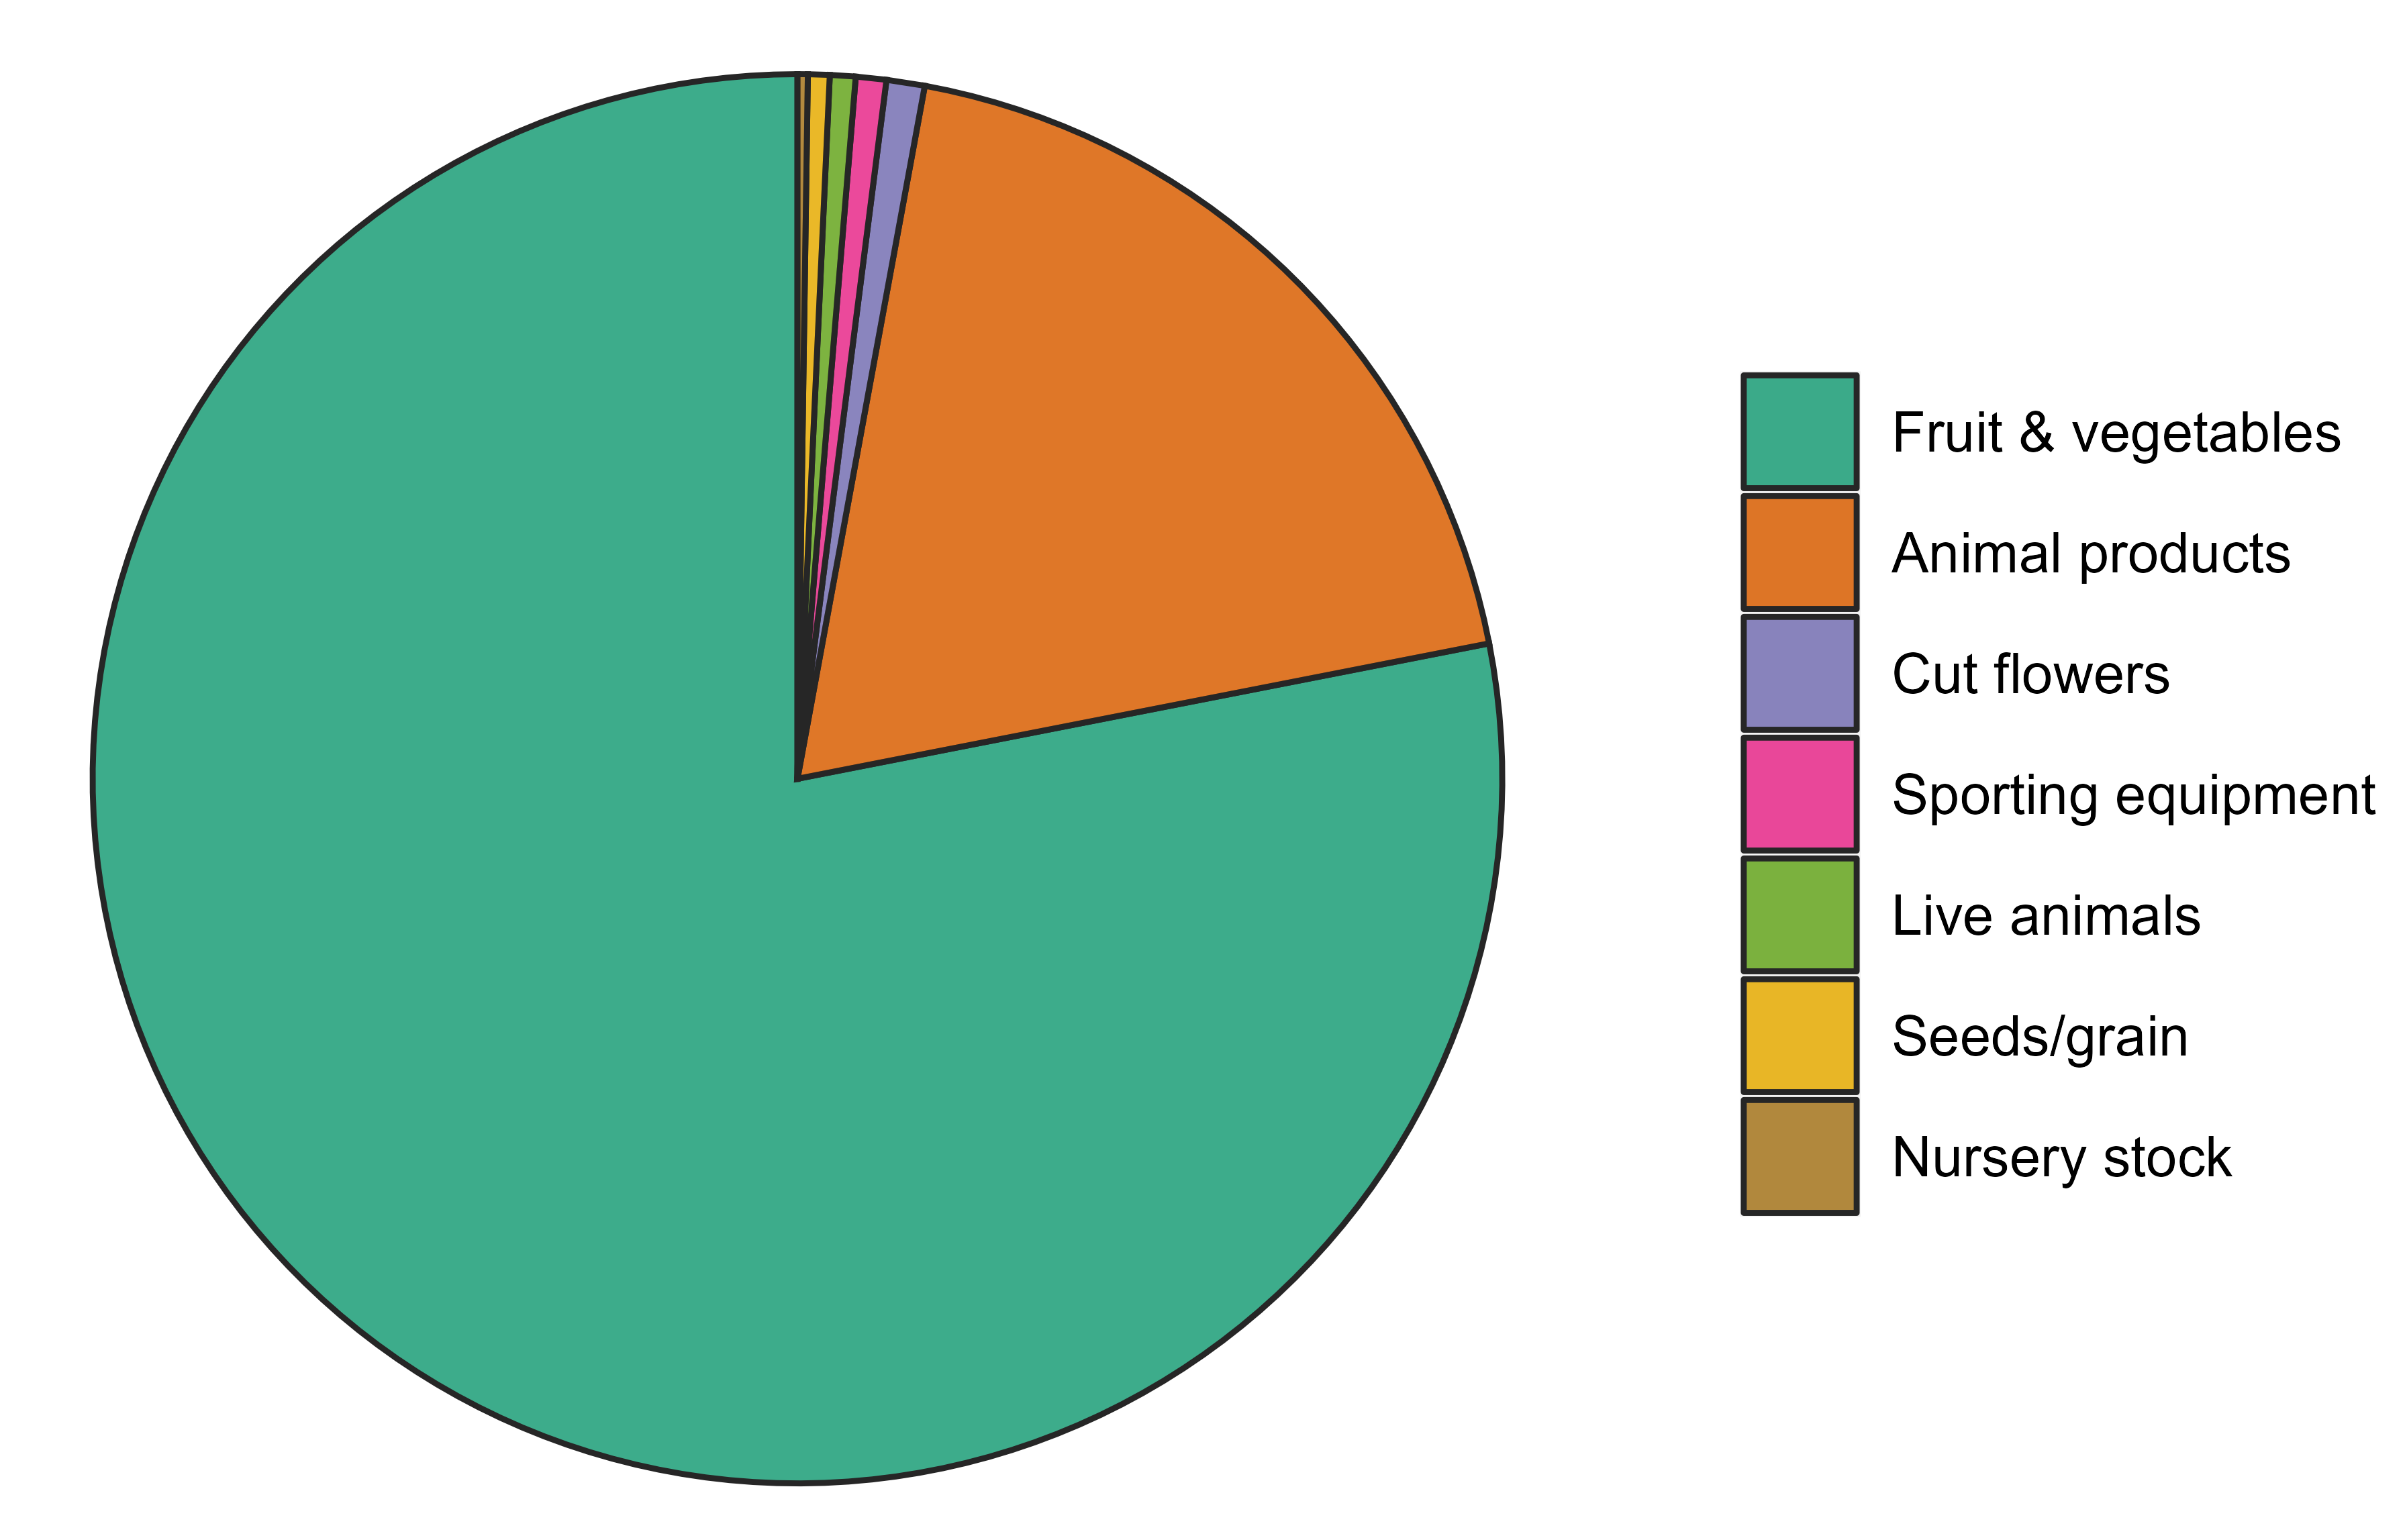 Fruit & vegetables
Animal products
Cut flowers
Sporting equipment
Live animals
Seeds/grain
Nursery stock